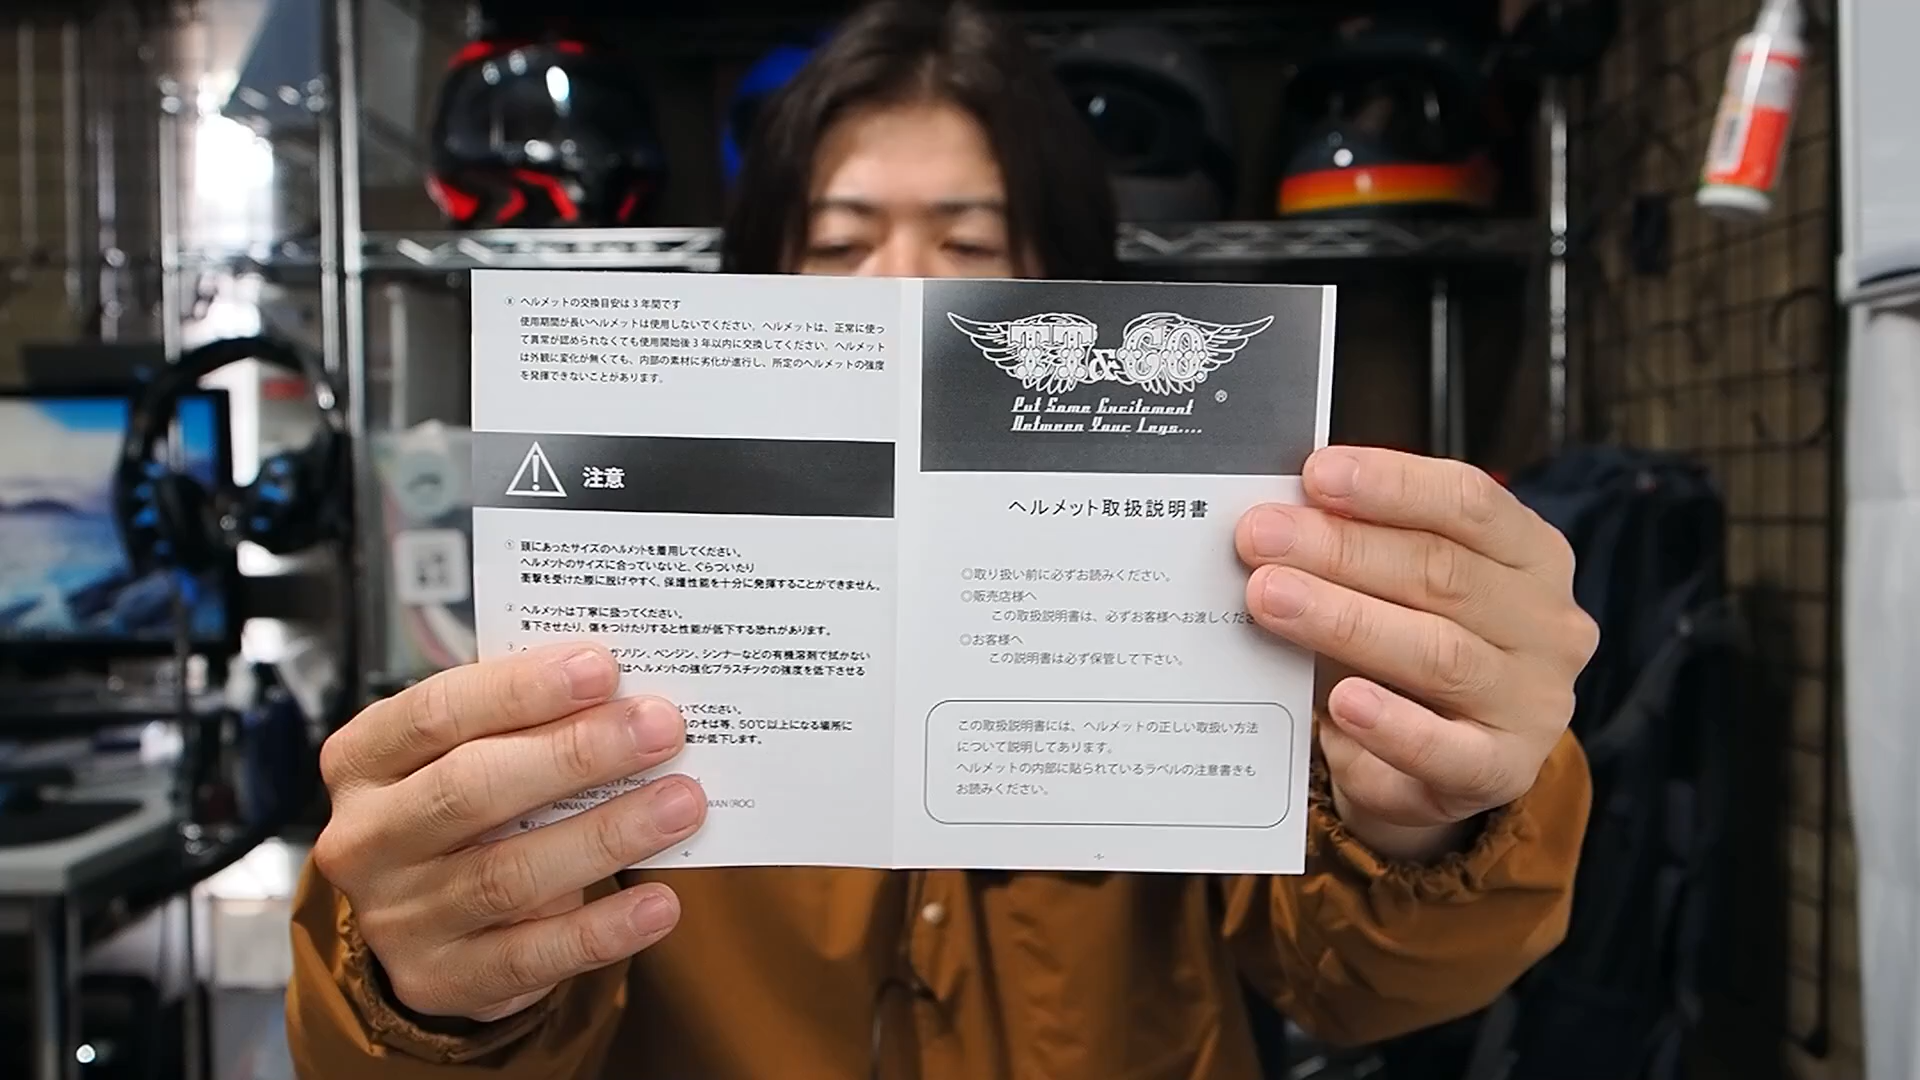 ⑧ ヘルメットの交換目安は3年間です
使用期間が長いヘルメットは使用しないでください。ヘルメットは、正常に使っ
て異常が認められなくても使用開始後3年以内に交換してください。ヘルメット
は外観に変化が無くても、内部の素材に劣化が進行し、所定のヘルメットの強度
を発揮できないことがあります。
注意
① 頭にあったサイズのヘルメットを着用してください。
ヘルメットのサイズに合っていないと、ぐらついたり
衝撃を受けた際に脱げやすく、保護性能を十分に発揮することができません。
② ヘルメットは丁寧に扱ってください。
落下させたり、傷をつけたりすると性能が低下する恐れがあります。
③
ガソリン、ベンジン、シンナーなどの有機溶剤で拭かない
はヘルメットの強化プラスチックの強度を低下させる
いでください。
のそば等、50℃以上になる場所に
能が低下します。
WAN(ROC)
-6-
TT&CO.
®
Put Some Excitement
Between Your Legs....
ヘルメット取扱説明書
◎取り扱い前に必ずお読みください。
◎販売店様へ
この取扱説明書は、必ずお客様へお渡しくださ
◎お客様へ
この説明書は必ず保管して下さい。
この取扱説明書には、ヘルメットの正しい取扱い方法
について説明してあります。
ヘルメットの内部に貼られているラベルの注意書きも
お読みください。
-1-